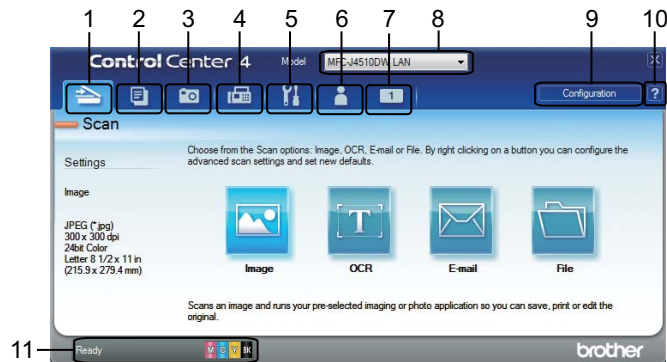 1 2 3 4 5 6 7 8 9 10
Control Center 4 Model MFC-J4510DW LAN
1 Configuration ?
Scan
Settings
Choose from the Scan options: Image, OCR, E-mail or File. By right clicking on a button you can configure the
advanced scan settings and set new defaults.
Image
JPEG (*.jpg)
300 x 300 dpi
24bit Color
Letter 8 1/2 x 11 in
(215.9 x 279.4 mm)
T
Image OCR E-mail File
Scans an image and runs your pre-selected imaging or photo application so you can save, print or edit the
original.
11 Ready M C Y BK brother